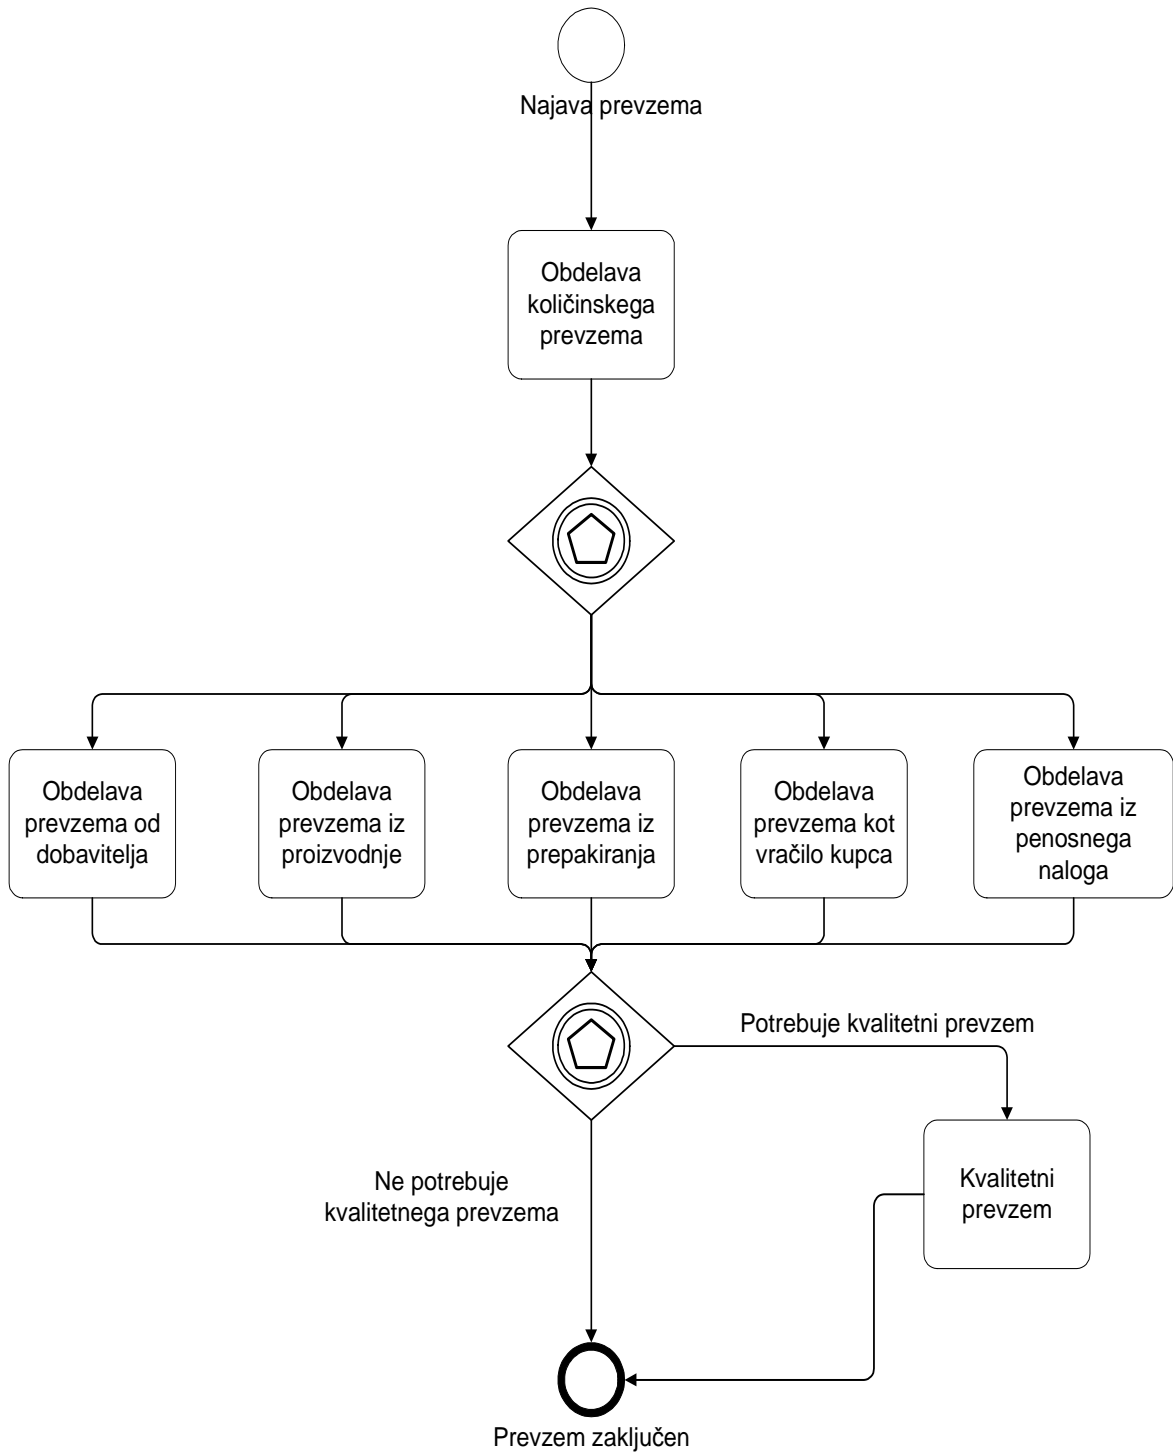 Najava prevzema
Obdelava
količinskega
prevzema
Obdelava
prevzema od
dobavitelja
Obdelava
prevzema iz
proizvodnje
Obdelava
prevzema iz
prepakiranja
Obdelava
prevzema kot
vračilo kupca
Obdelava
prevzema iz
penosnega
naloga
Potrebuje kvalitetni prevzem
Ne potrebuje
kvalitetnega prevzema
Kvalitetni
prevzem
Prevzem zaključen